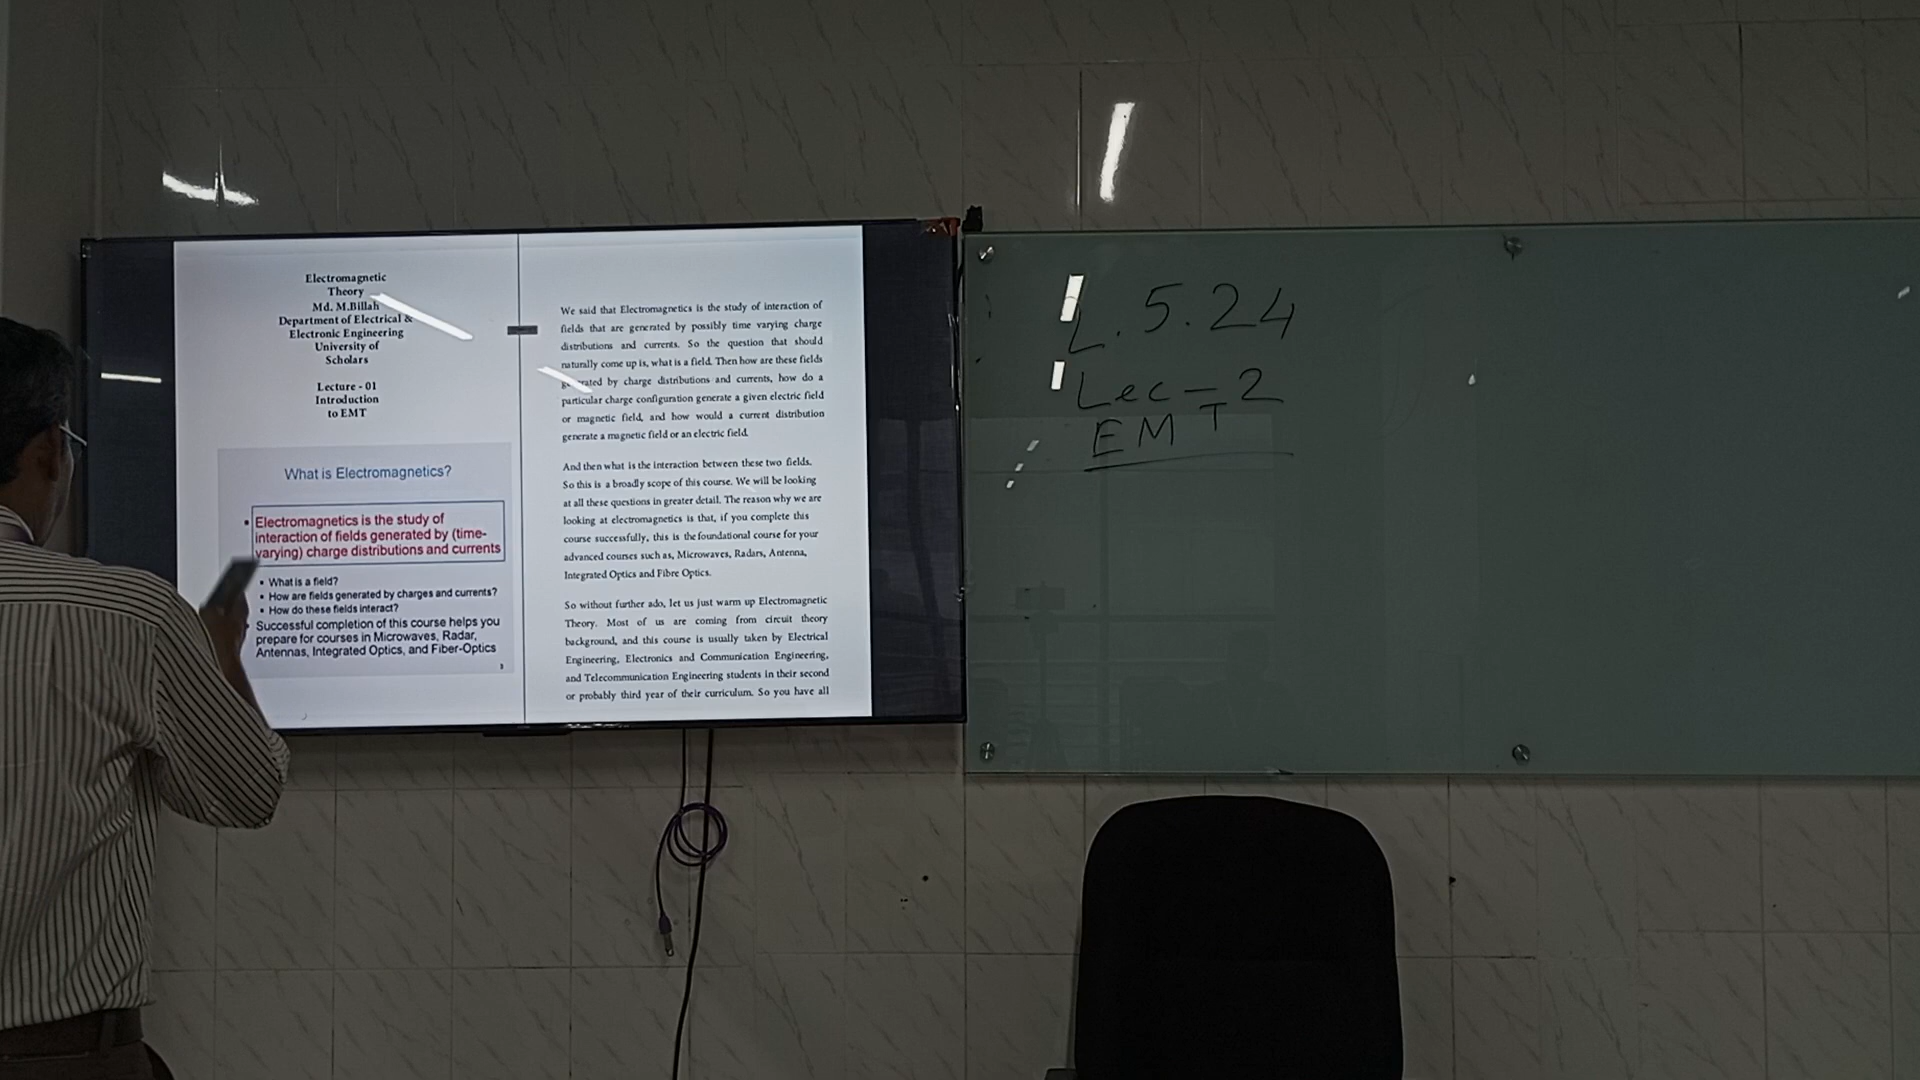 Electromagnetic
Theory
Md. M.Billah
Department of Electrical &
Electronic Engineering
University of
Scholars
Lecture - 01
Introduction
to EMT
What is Electromagnetics?
▪ Electromagnetics is the study of
interaction of fields generated by (time-
varying) charge distributions and currents
▪ What is a field?
▪ How are fields generated by charges and currents?
▪ How do these fields interact?
Successful completion of this course helps you
prepare for courses in Microwaves, Radar,
Antennas, Integrated Optics, and Fiber-Optics
We said that Electromagnetics is the study of interaction of
fields that are generated by possibly time varying charge
distributions and currents. So the question that should
naturally come up is, what is a field. Then how are these fields
generated by charge distributions and currents, how do a
particular charge configuration generate a given electric field
or magnetic field, and how would a current distribution
generate a magnetic field or an electric field.
And then what is the interaction between these two fields.
So this is a broadly scope of this course. We will be looking
at all these questions in greater detail. The reason why we are
looking at electromagnetics is that, if you complete this
course successfully, this is the foundational course for your
advanced courses such as, Microwaves, Radars, Antenna,
Integrated Optics and Fibre Optics.
So without further ado, let us just warm up Electromagnetic
Theory. Most of us are coming from circuit theory
background, and this course is usually taken by Electrical
Engineering, Electronics and Communication Engineering,
and Telecommunication Engineering students in their second
or probably third year of their curriculum. So you have all
.5.24
Lec-2
EMT